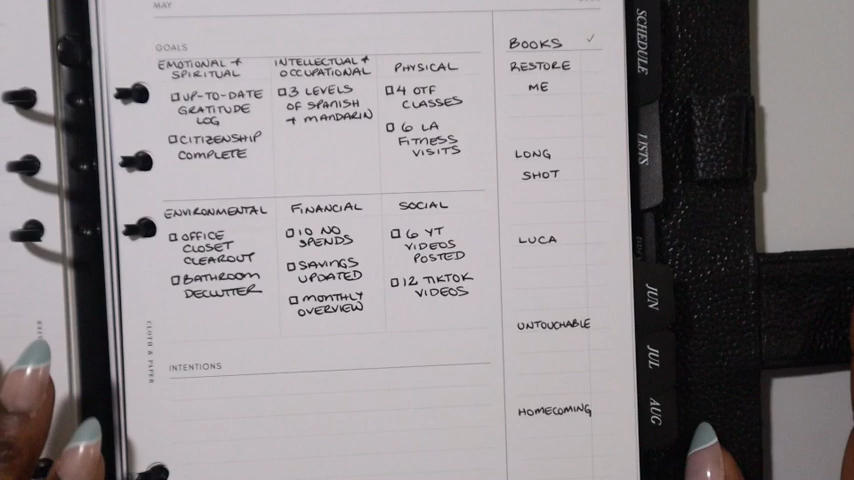 MAY
GOALS
EMOTIONAL +
SPIRITUAL
UP-TO-DATE
GRATITUDE
LOG
CITIZENSHIP
COMPLETE
INTELLECTUAL +
OCCUPATIONAL
3 LEVELS
OF SPANISH
+ MANDARIN
PHYSICAL
4 OTF
CLASSES
6 LA
FITNESS
VISITS
ENVIRONMENTAL
OFFICE
CLOSET
CLEAROUT
BATHROOM
DECLUTTER
FINANCIAL
10 NO
SPENDS
SAVINGS
UPDATED
MONTHLY
OVERVIEW
SOCIAL
6 YT
VIDEOS
POSTED
12 TIKTOK
VIDEOS
INTENTIONS
BOOKS ✓
RESTORE
ME
LONG
SHOT
LUCA
UNTOUCHABLE
HOMECOMING
CLOTH & PAPER
SCHEDULE
LISTS
JUN
JUL
AUG